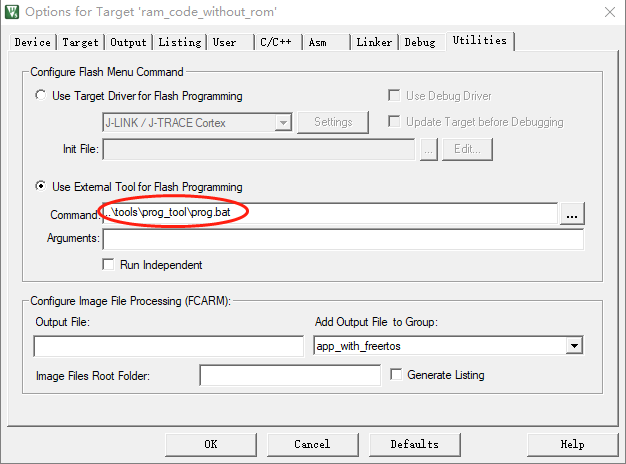 Options for Target 'ram_code_without_rom'
Device Target Output Listing User C/C++ Asm Linker Debug Utilities
Configure Flash Menu Command
Use Target Driver for Flash Programming Use Debug Driver
J-LINK / J-TRACE Cortex Settings Update Target before Debugging
Init File: ... Edit...
Use External Tool for Flash Programming
Command: ..\tools\prog_tool\prog.bat ...
Arguments:
Run Independent
Configure Image File Processing (FCARM):
Output File: Add Output File to Group:
app_with_freertos
Image Files Root Folder: Generate Listing
OK Cancel Defaults Help